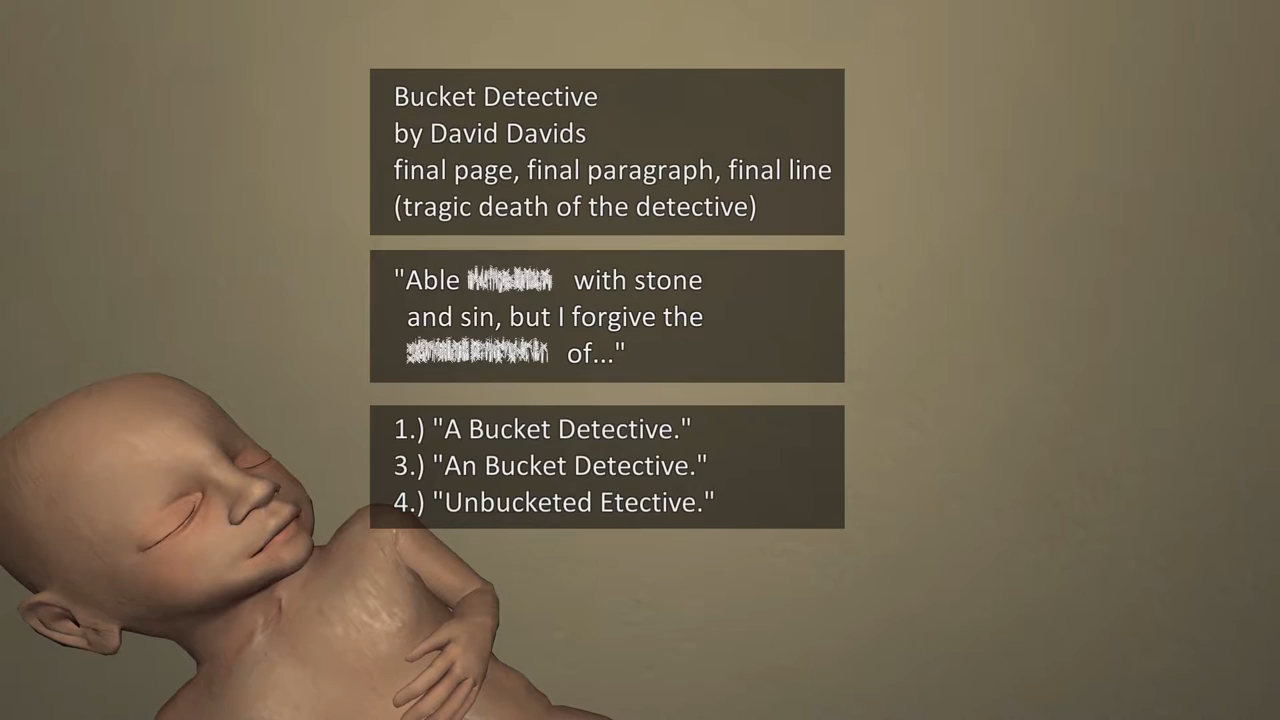 Bucket Detective
by David Davids
final page, final paragraph, final line
(tragic death of the detective)
"Able with stone
and sin, but I forgive the
of..."
1.) "A Bucket Detective."
3.) "An Bucket Detective."
4.) "Unbucketed Etective."